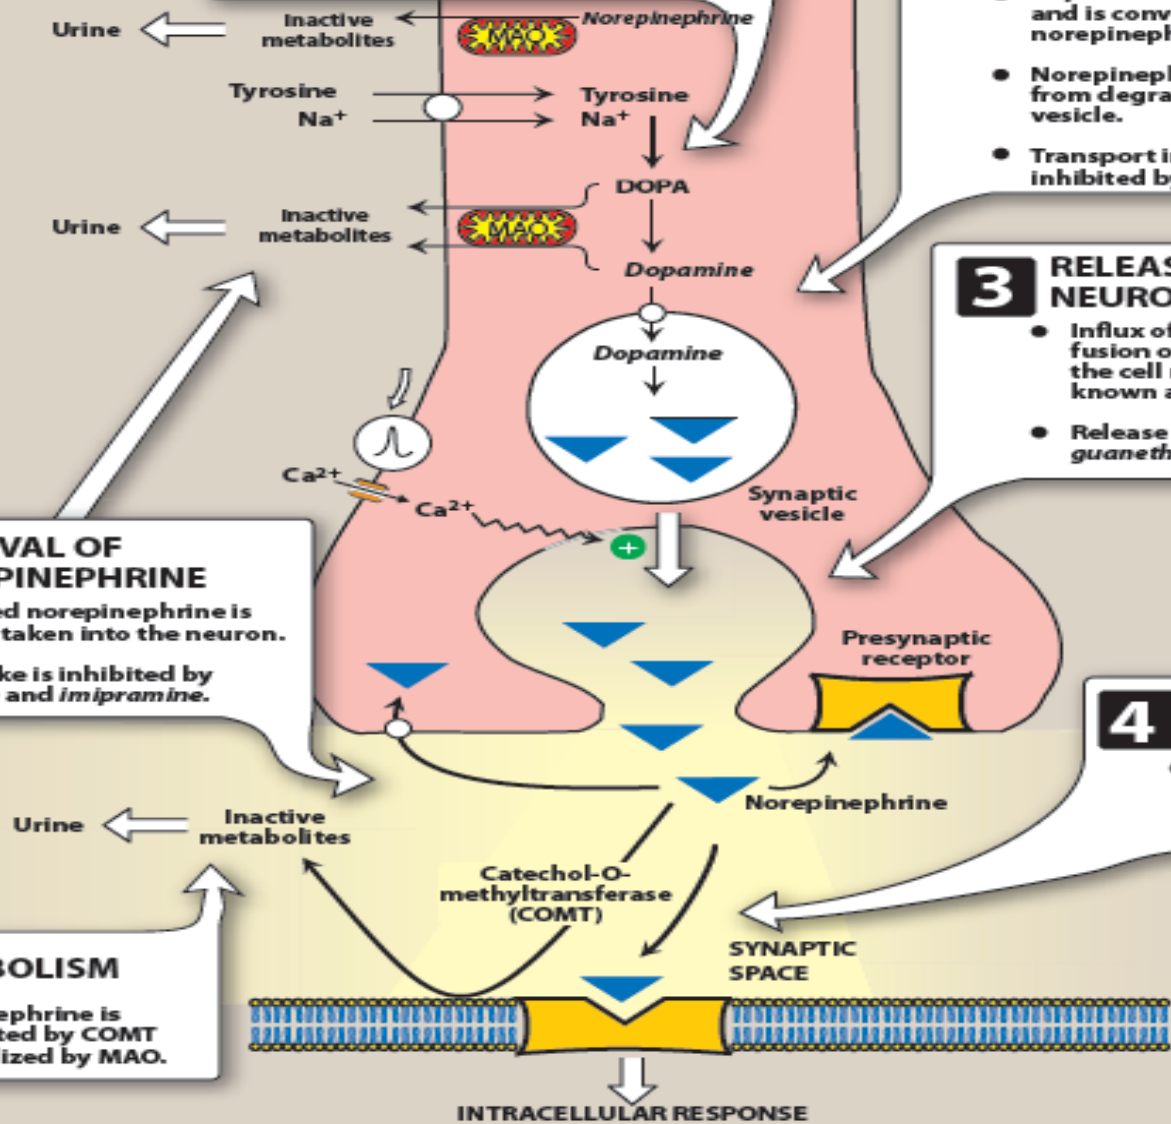 Urine
Inactive
metabolites
MAO
Norepinephrine
Tyrosine
Na+
Tyrosine
Na+
DOPA
Urine
Inactive
metabolites
MAO
Dopamine
Dopamine
Ca2+
Ca2+
Synaptic
vesicle
+
and is conv
norepineph
● Norepineph
from degra
vesicle.
● Transport i
inhibited b
3 RELEAS
NEURO
● Influx of
fusion o
the cell
known a
● Release
guaneth
VAL OF
PINEPHRINE
ed norepinephrine is
taken into the neuron.
ke is inhibited by
and imipramine.
Presynaptic
receptor
4
Norepinephrine
Urine
Inactive
metabolites
Catechol-O-
methyltransferase
(COMT)
SYNAPTIC
SPACE
BOLISM
ephrine is
ted by COMT
lized by MAO.
INTRACELLULAR RESPONSE